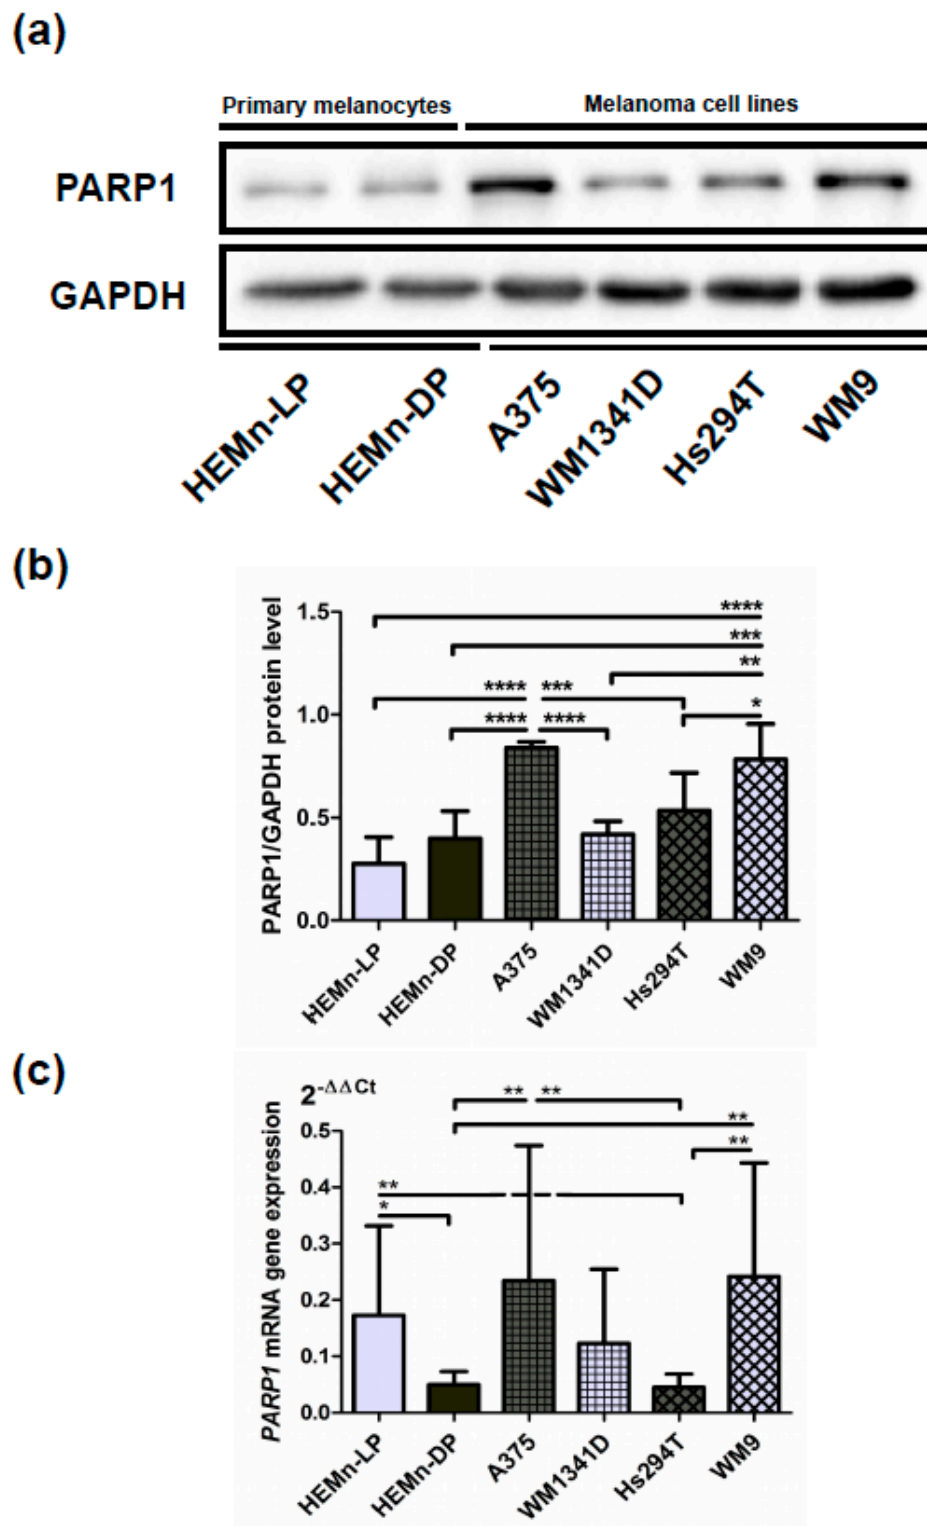 (a)
Primary melanocytes Melanoma cell lines
PARP1
GAPDH
HEMn-LP HEMn-DP A375 WM1341D Hs294T WM9
(b)
PARP1/GAPDH protein level
1.5
1.0
0.5
0.0
****
***
**
**** ***
*
**** ****
HEMn-LP HEMn-DP A375 WM1341D Hs294T WM9
(c)
2-ΔΔCt
PARP1 mRNA gene expression
0.5
0.4
0.3
0.2
0.1
0.0
** **
**
**
**
*
HEMn-LP HEMn-DP A375 WM1341D Hs294T WM9